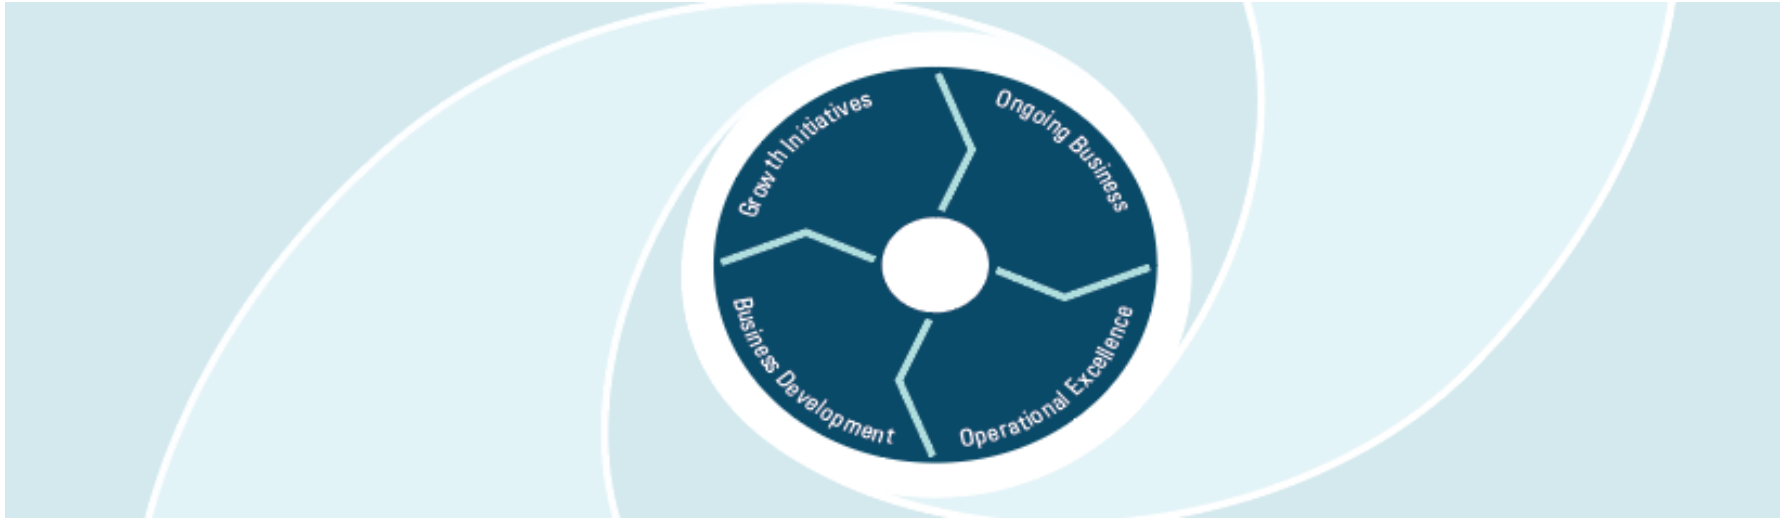 Growth Initiatives
Ongoing Business
Business Development
Operational Excellence